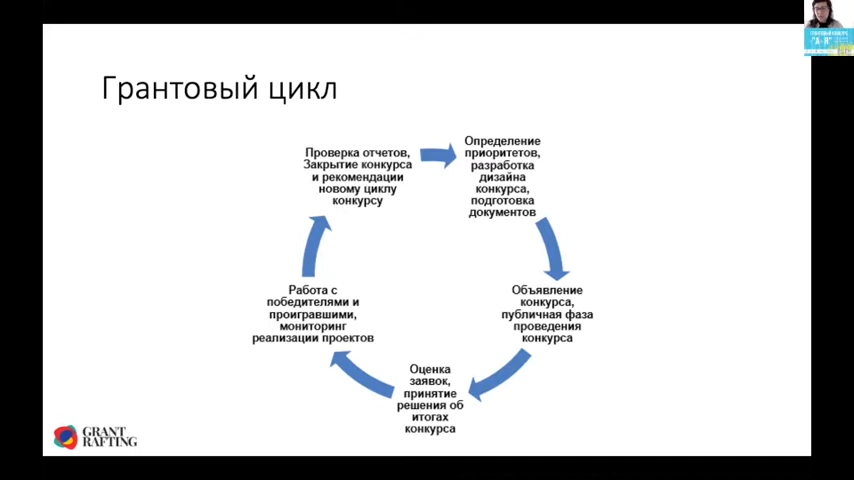 Грантовый цикл
Проверка отчетов,
Закрытие конкурса
и рекомендации
новому циклу
конкурсу
Определение
приоритетов,
разработка
дизайна
конкурса,
подготовка
документов
Объявление
конкурса,
публичная фаза
проведения
конкурса
Оценка
заявок,
принятие
решения об
итогах
конкурса
Работа с
победителями и
проигравшими,
мониторинг
реализации проектов
GRANT
RAFTING
ГРАНТОВЫЙ КОНКУРС
"А+Я"